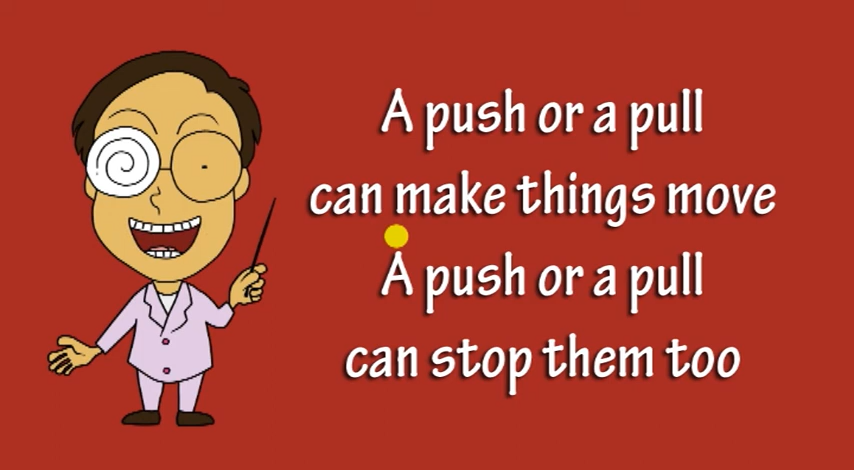 A push or a pull
can make things move
A push or a pull
can stop them too